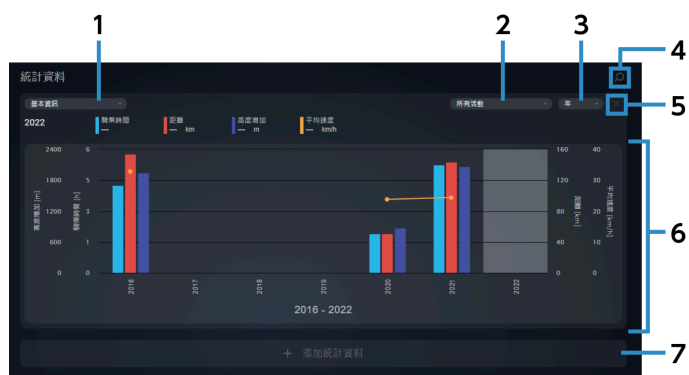 1
2
3
4
統計資料
5
基本資訊
所有活動
年
2022
騎乘時間
—
距離
— km
高度增加
— m
平均速度
— km/h
2400 6 160 40
1800 5 120 30
高度增加 [m]
騎乘時間 [h]
距離 [km]
平均速度 [km/h]
1200 3 80 20
6
600 1 40 10
0 0 0 0
2016 2017 2018 2019 2020 2021 2022
2016 - 2022
+ 添加統計資料
7